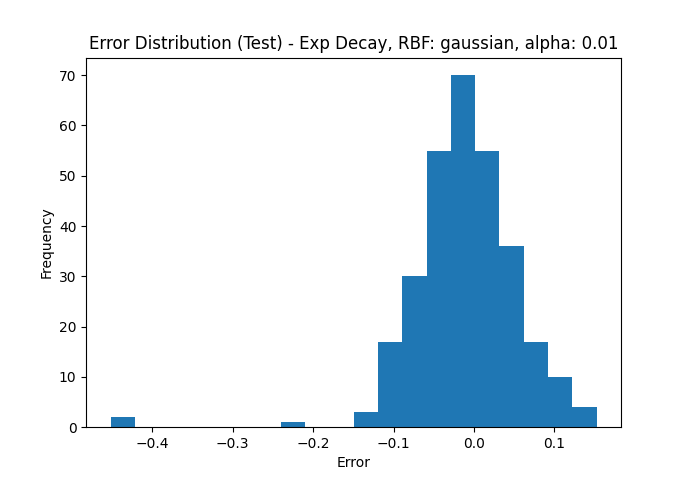 Error Distribution (Test) - Exp Decay, RBF: gaussian, alpha: 0.01
70
60
50
40
30
20
10
0
Frequency
−0.4 −0.3 −0.2 −0.1 0.0 0.1
Error